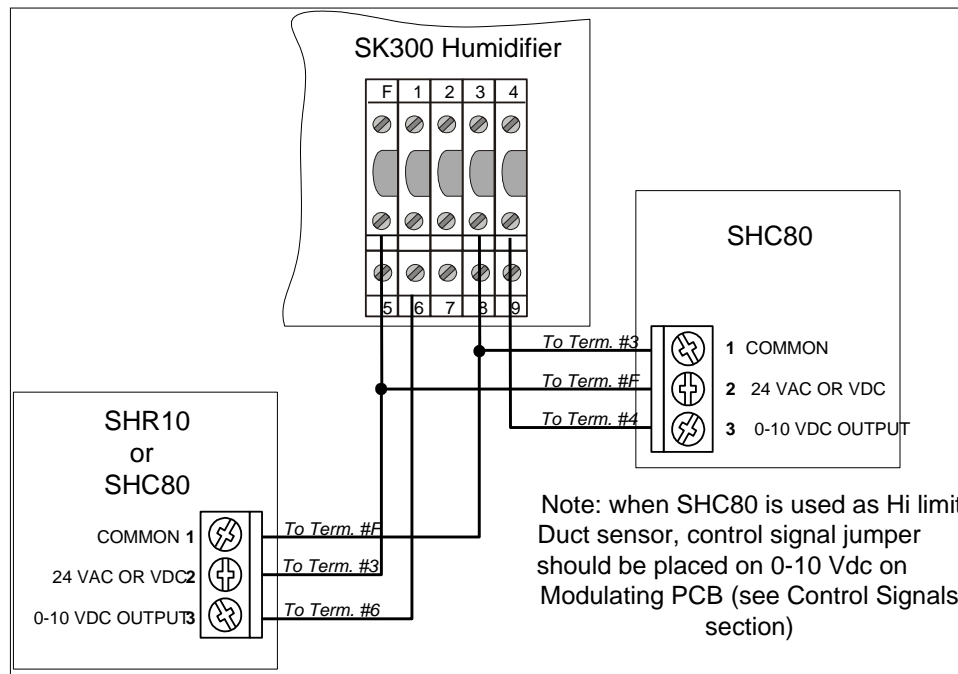 SK300 Humidifier
F 1 2 3 4
5 6 7 8 9
SHC80
To Term. #3
1 COMMON
To Term. #F
2 24 VAC OR VDC
To Term. #4
3 0-10 VDC OUTPUT
SHR10
or
SHC80
COMMON 1
To Term. #F
24 VAC OR VDC 2
To Term. #3
0-10 VDC OUTPUT 3
To Term. #6
Note: when SHC80 is used as Hi limit
Duct sensor, control signal jumper
should be placed on 0-10 Vdc on
Modulating PCB (see Control Signals
section)